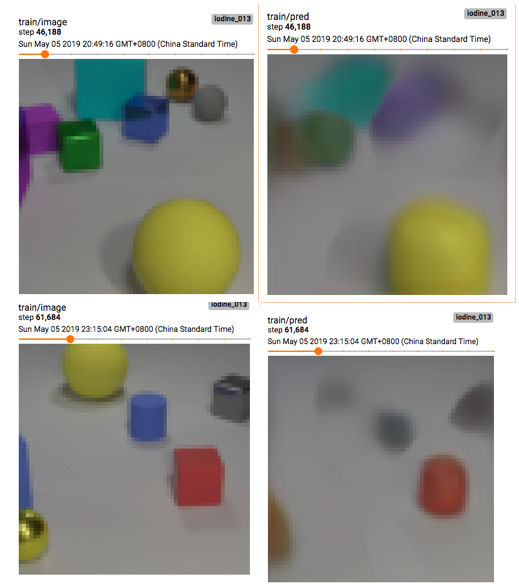 train/image
iodine_013
step 46,188
Sun May 05 2019 20:49:16 GMT+0800 (China Standard Time)
train/pred
iodine_013
step 46,188
Sun May 05 2019 20:49:16 GMT+0800 (China Standard Time)
train/image
iodine_013
step 61,684
Sun May 05 2019 23:15:04 GMT+0800 (China Standard Time)
train/pred
iodine_013
step 61,684
Sun May 05 2019 23:15:04 GMT+0800 (China Standard Time)